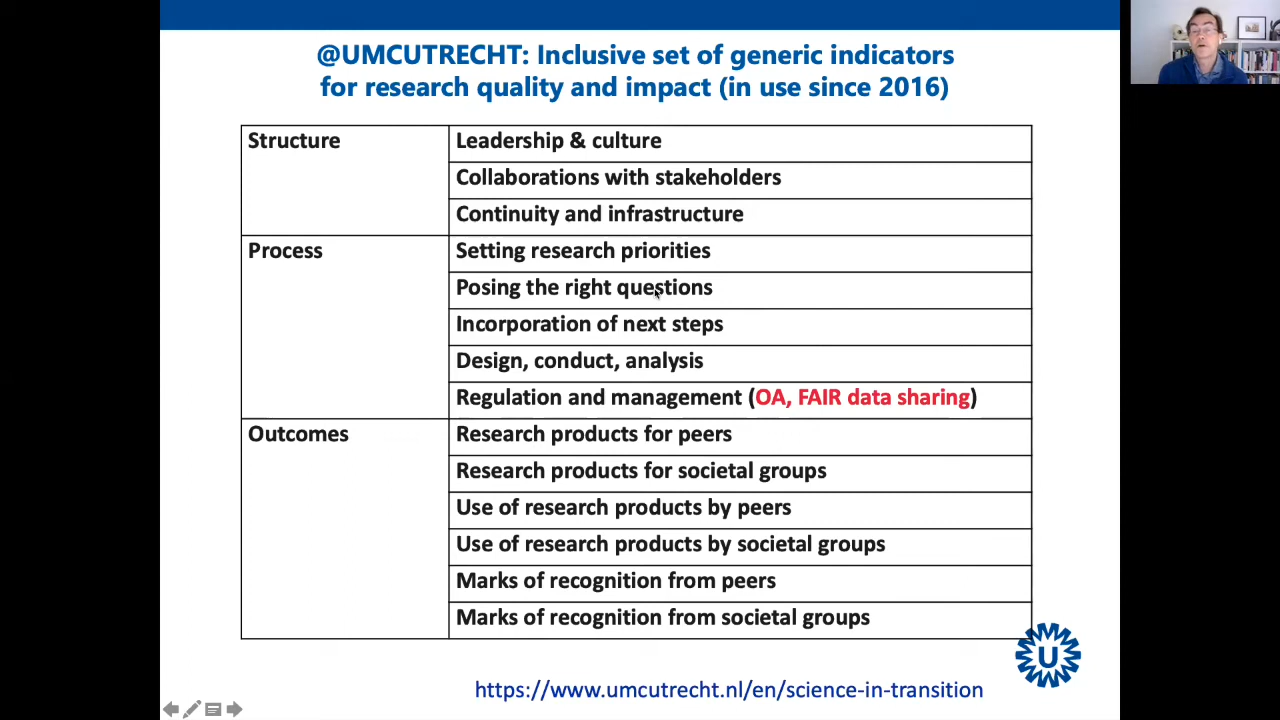 @UMCUTRECHT: Inclusive set of generic indicators
for research quality and impact (in use since 2016)
Structure
Leadership & culture
Collaborations with stakeholders
Continuity and infrastructure
Process
Setting research priorities
Posing the right questions
Incorporation of next steps
Design, conduct, analysis
Regulation and management (OA, FAIR data sharing)
Outcomes
Research products for peers
Research products for societal groups
Use of research products by peers
Use of research products by societal groups
Marks of recognition from peers
Marks of recognition from societal groups
U
https://www.umcutrecht.nl/en/science-in-transition